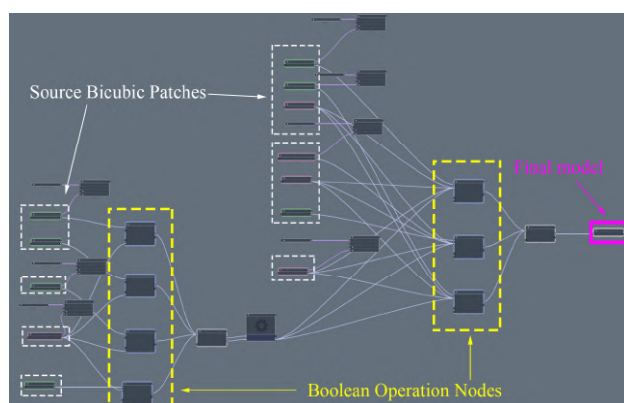 Source Bicubic Patches
Final model
Boolean Operation Nodes